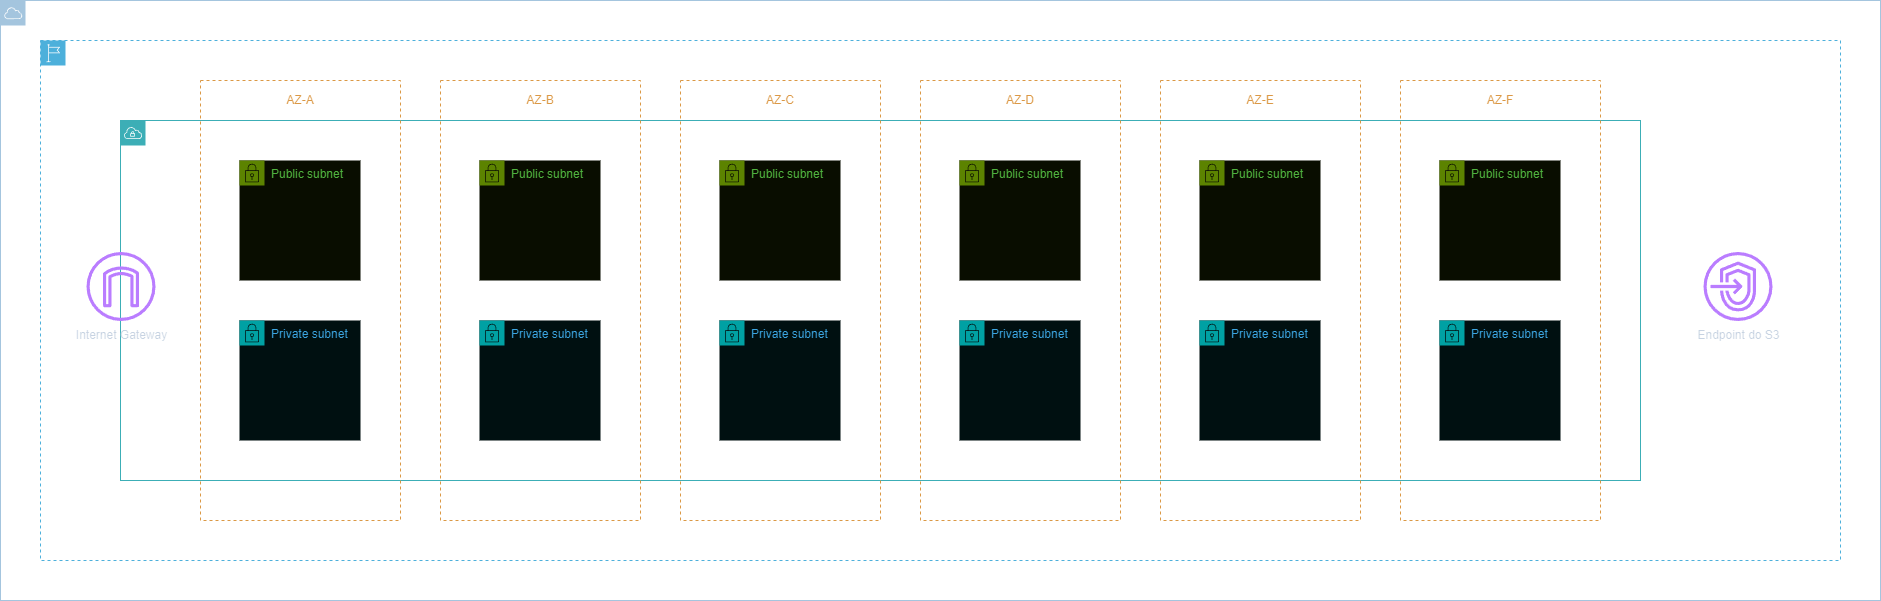 AZ-A
AZ-B
AZ-C
AZ-D
AZ-E
AZ-F
Public subnet
Public subnet
Public subnet
Public subnet
Public subnet
Public subnet
Internet Gateway
Endpoint do S3
Private subnet
Private subnet
Private subnet
Private subnet
Private subnet
Private subnet